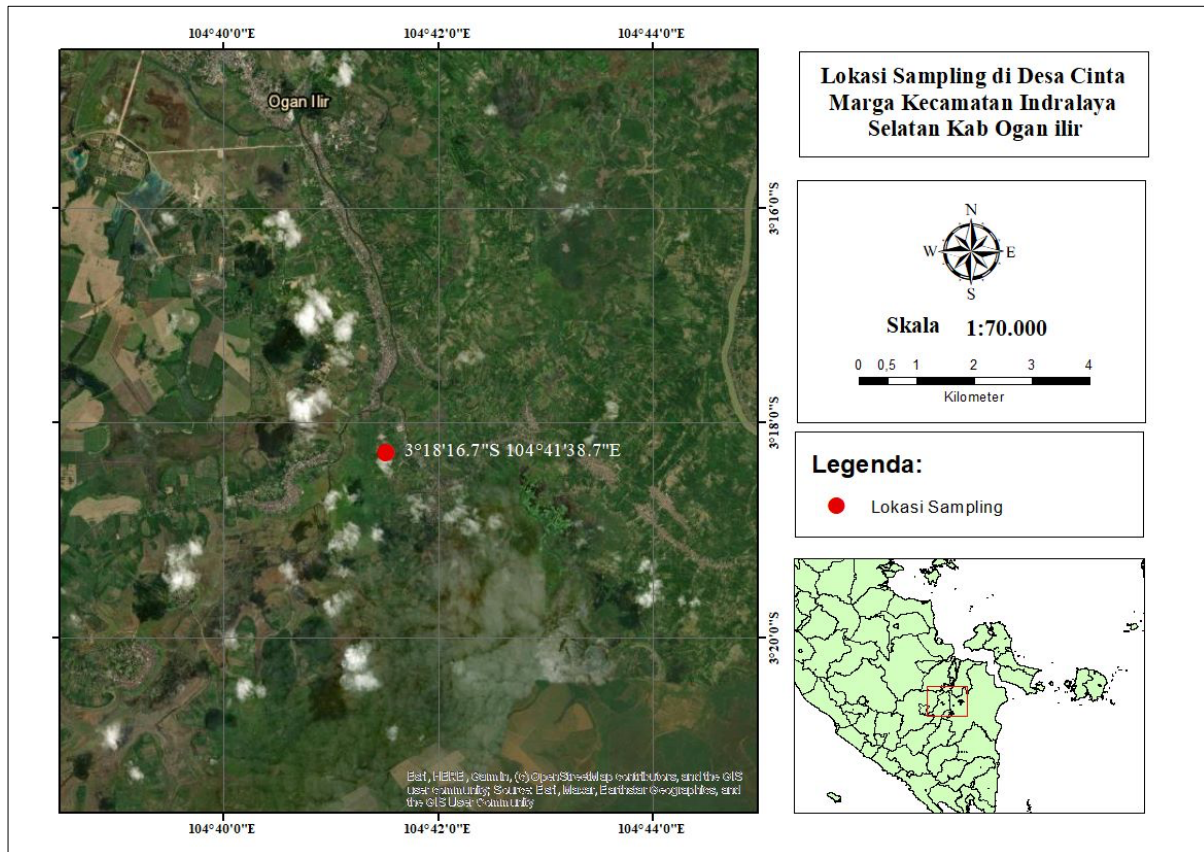 104°40'0"E 104°42'0"E 104°44'0"E
Ogan Ilir
3°16'0"S
3°18'0"S
3°18'16.7"S 104°41'38.7"E
3°20'0"S
Esri, HERE, Garmin, (c) OpenStreetMap contributors, and the GIS
user community; Source: Esri, Maxar, Earthstar Geographics, and
the GIS User Community
104°40'0"E 104°42'0"E 104°44'0"E
Lokasi Sampling di Desa Cinta
Marga Kecamatan Indralaya
Selatan Kab Ogan ilir
N
W E
S
Skala 1:70.000
0 0,5 1 2 3 4
Kilometer
Legenda:
Lokasi Sampling